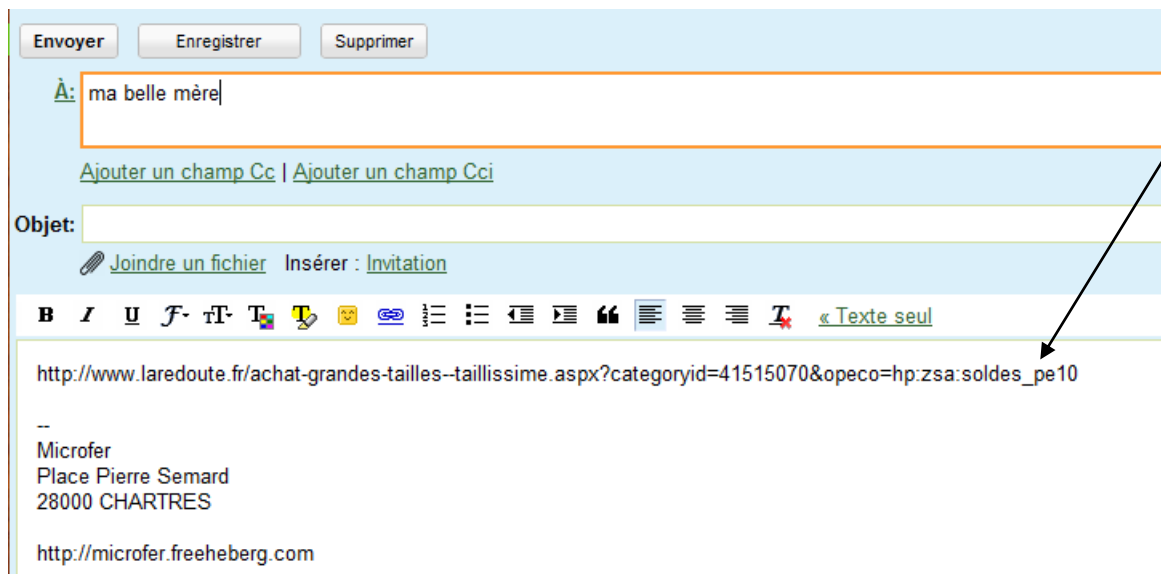 Envoyer Enregistrer Supprimer
À: ma belle mère
Ajouter un champ Cc | Ajouter un champ Cci
Objet:
Joindre un fichier Insérer : Invitation
B I U F T T T « Texte seul
http://www.laredoute.fr/achat-grandes-tailles--taillissime.aspx?categoryid=41515070&opeco=hp:zsa:soldes_pe10
--
Microfer
Place Pierre Semard
28000 CHARTRES
http://microfer.freeheberg.com